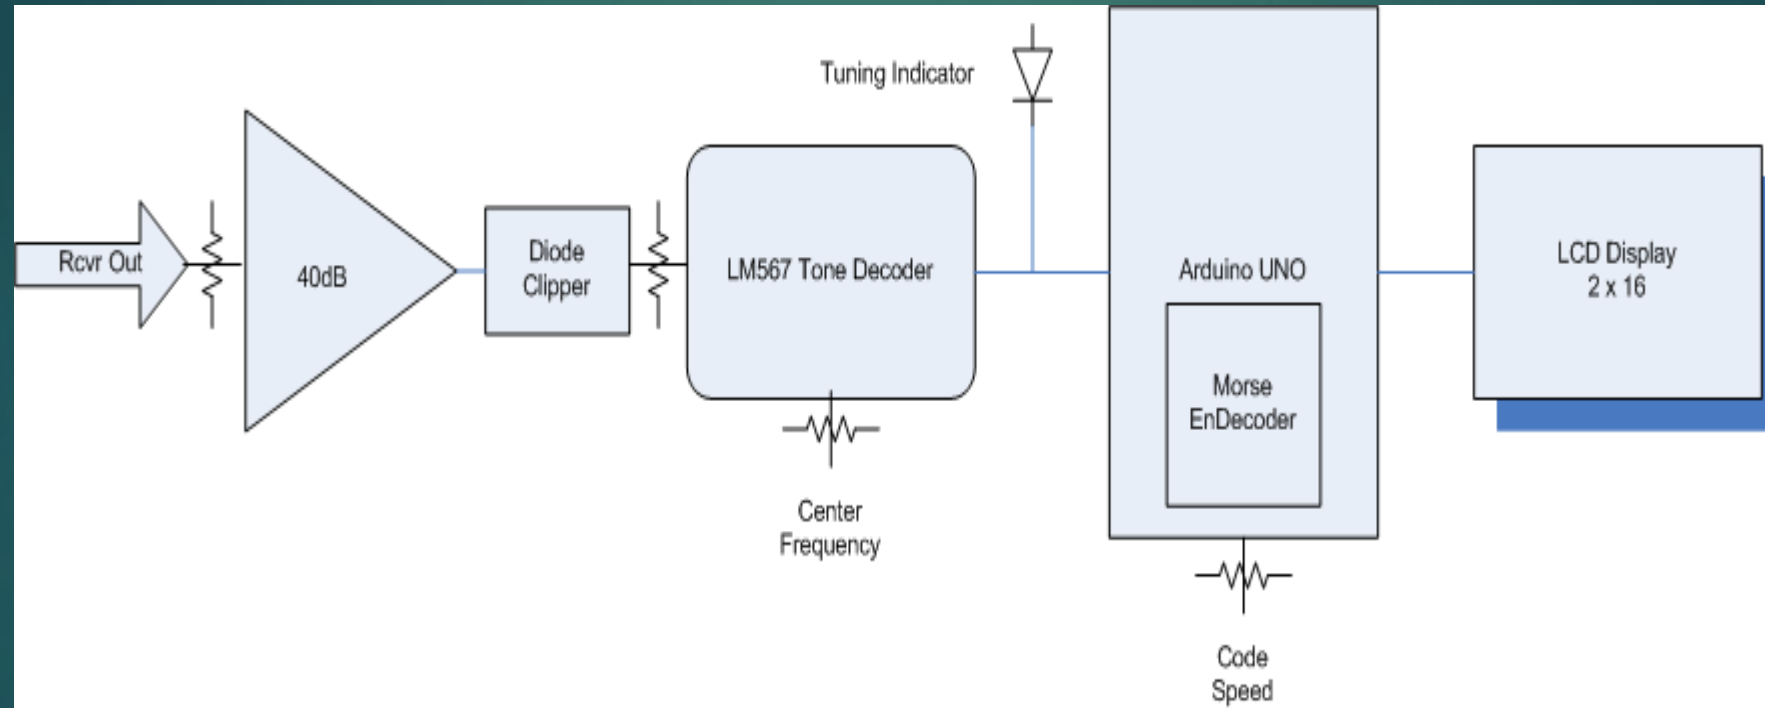 Tuning Indicator
Rcvr Out
40dB
Diode
Clipper
LM567 Tone Decoder
Arduino UNO
LCD Display
2 x 16
Morse
EnDecoder
Center
Frequency
Code
Speed